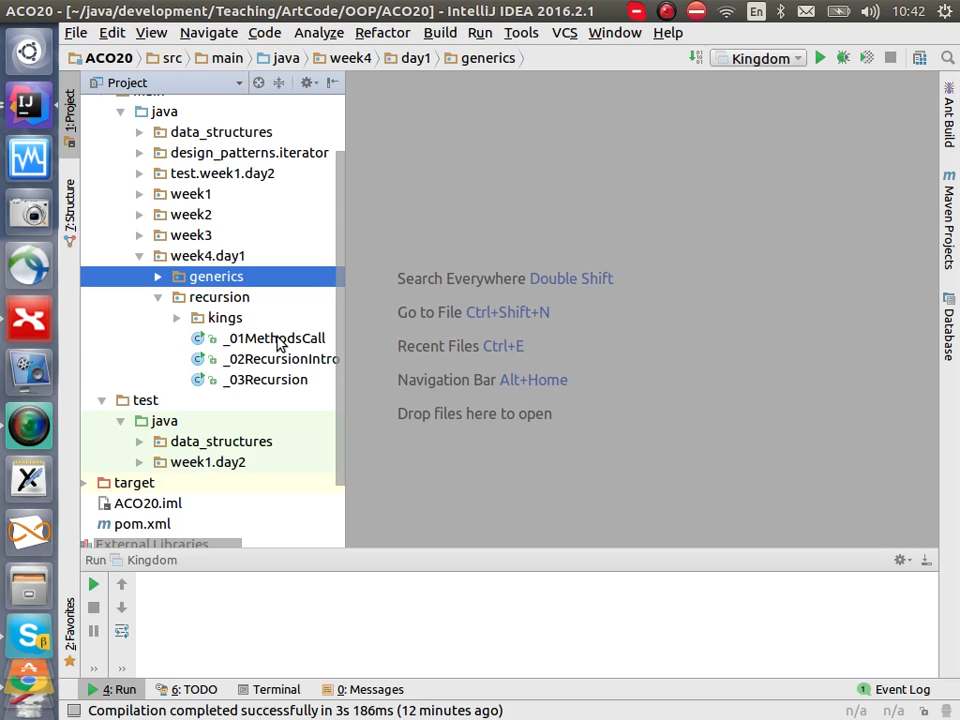 ACO20 - [~/java/development/Teaching/ArtCode/OOP/ACO20] - IntelliJ IDEA 2016.2.1
En
10:42
File Edit View Navigate Code Analyze Refactor Build Run Tools VCS Window Help
ACO20 src main java week4 day1 generics
Kingdom
Project
1: Project
7: Structure
2: Favorites
java
data_structures
design_patterns.iterator
test.week1.day2
week1
week2
week3
week4.day1
generics
recursion
kings
_01MethodsCall
_02RecursionIntro
_03Recursion
test
java
data_structures
week1.day2
target
ACO20.iml
pom.xml
External Libraries
Search Everywhere Double Shift
Go to File Ctrl+Shift+N
Recent Files Ctrl+E
Navigation Bar Alt+Home
Drop files here to open
Ant Build
Maven Projects
Database
Run Kingdom
4: Run
6: TODO
Terminal
0: Messages
1 Event Log
Compilation completed successfully in 3s 186ms (12 minutes ago)
n/a n/a